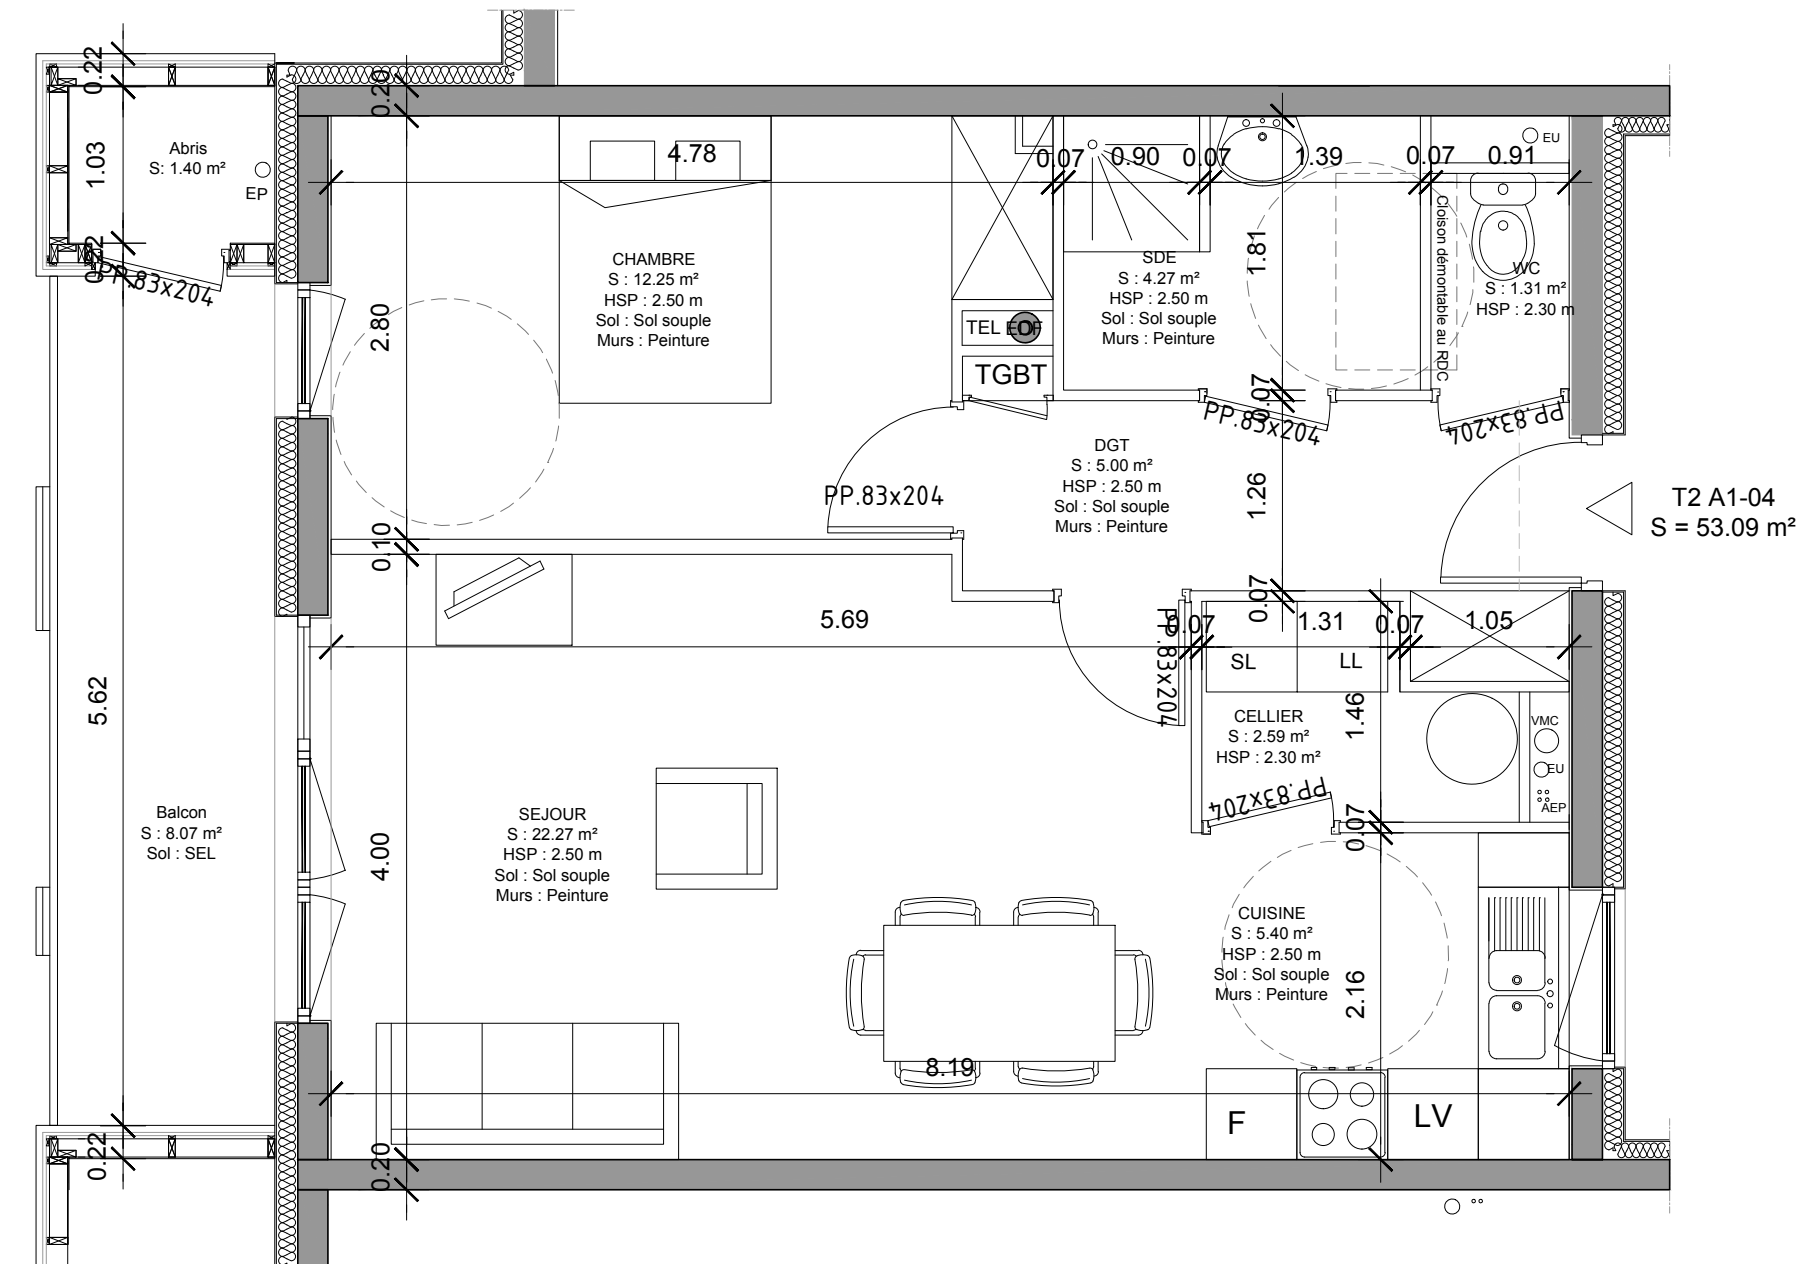 0.22
0.20
Abris
S: 1.40 m²
EP
1.03
0.22
PP.83x204
4.78
0.07
0.90
0.07
1.39
0.07
0.91
EU
CHAMBRE
S : 12.25 m²
HSP : 2.50 m
Sol : Sol souple
Murs : Peinture
2.80
TEL EDF
TGBT
SDE
S : 4.27 m²
HSP : 2.50 m
Sol : Sol souple
Murs : Peinture
1.81
Cloison démontable au RDC
WC
S : 1.31 m²
HSP : 2.30 m
0.07
PP.83x204
PP.83x204
DGT
S : 5.00 m²
HSP : 2.50 m
Sol : Sol souple
Murs : Peinture
1.26
PP.83x204
T2 A1-04
S = 53.09 m²
0.10
0.07
5.69
0.07
1.31
0.07
1.05
PP.83x204
SL
LL
5.62
CELLIER
S : 2.59 m²
HSP : 2.30 m²
1.46
VMC
EU
AEP
PP.83x204
0.07
Balcon
S : 8.07 m²
Sol : SEL
4.00
SEJOUR
S : 22.27 m²
HSP : 2.50 m
Sol : Sol souple
Murs : Peinture
CUISINE
S : 5.40 m²
HSP : 2.50 m
Sol : Sol souple
Murs : Peinture
2.16
8.19
F
LV
0.22
0.20